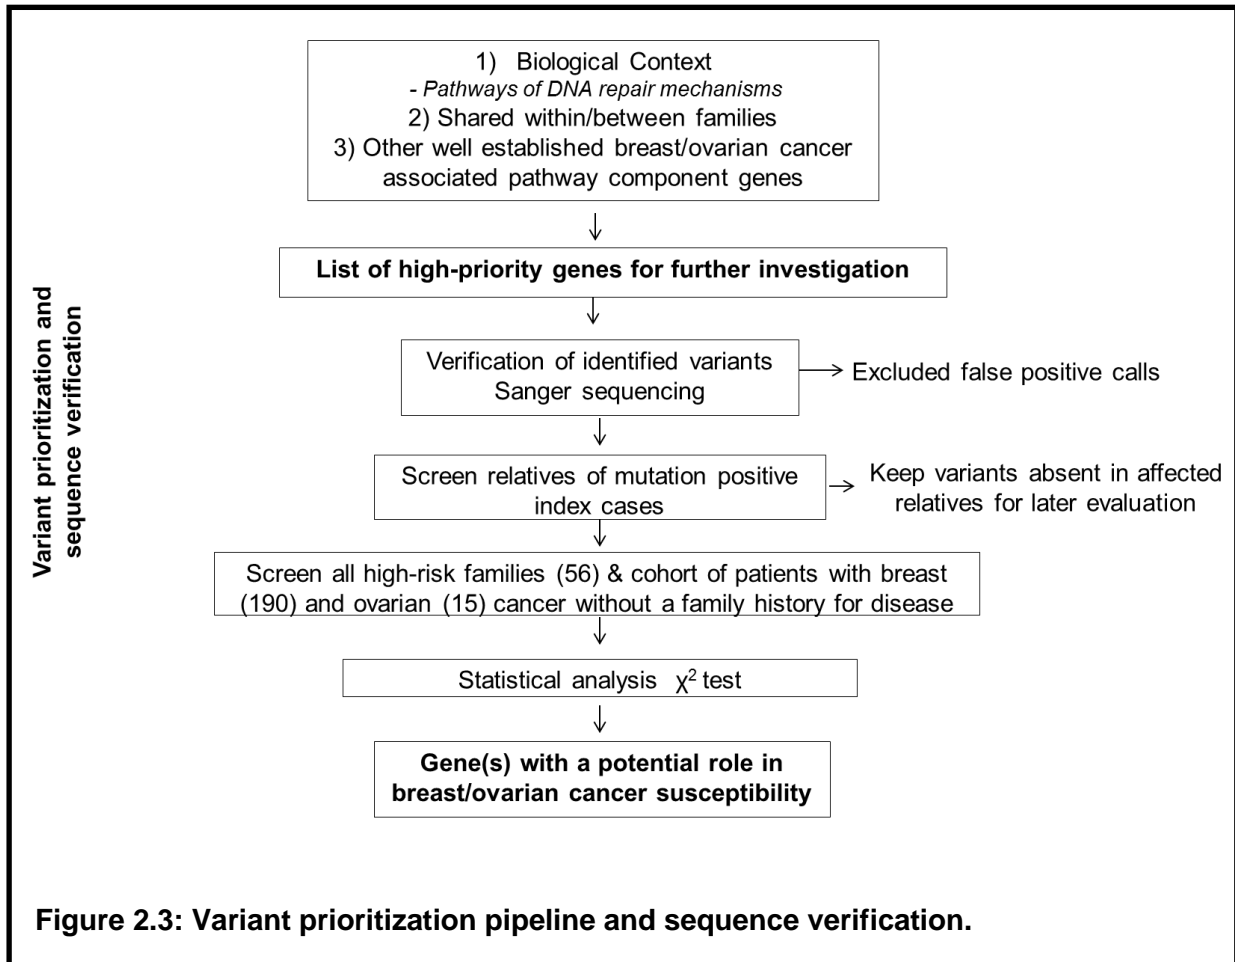 1) Biological Context
- Pathways of DNA repair mechanisms
2) Shared within/between families
3) Other well established breast/ovarian cancer
associated pathway component genes
List of high-priority genes for further investigation
Variant prioritization and
sequence verification
Verification of identified variants
Sanger sequencing
Excluded false positive calls
Screen relatives of mutation positive
index cases
Keep variants absent in affected
relatives for later evaluation
Screen all high-risk families (56) & cohort of patients with breast
(190) and ovarian (15) cancer without a family history for disease
Statistical analysis χ² test
Gene(s) with a potential role in
breast/ovarian cancer susceptibility
Figure 2.3: Variant prioritization pipeline and sequence verification.